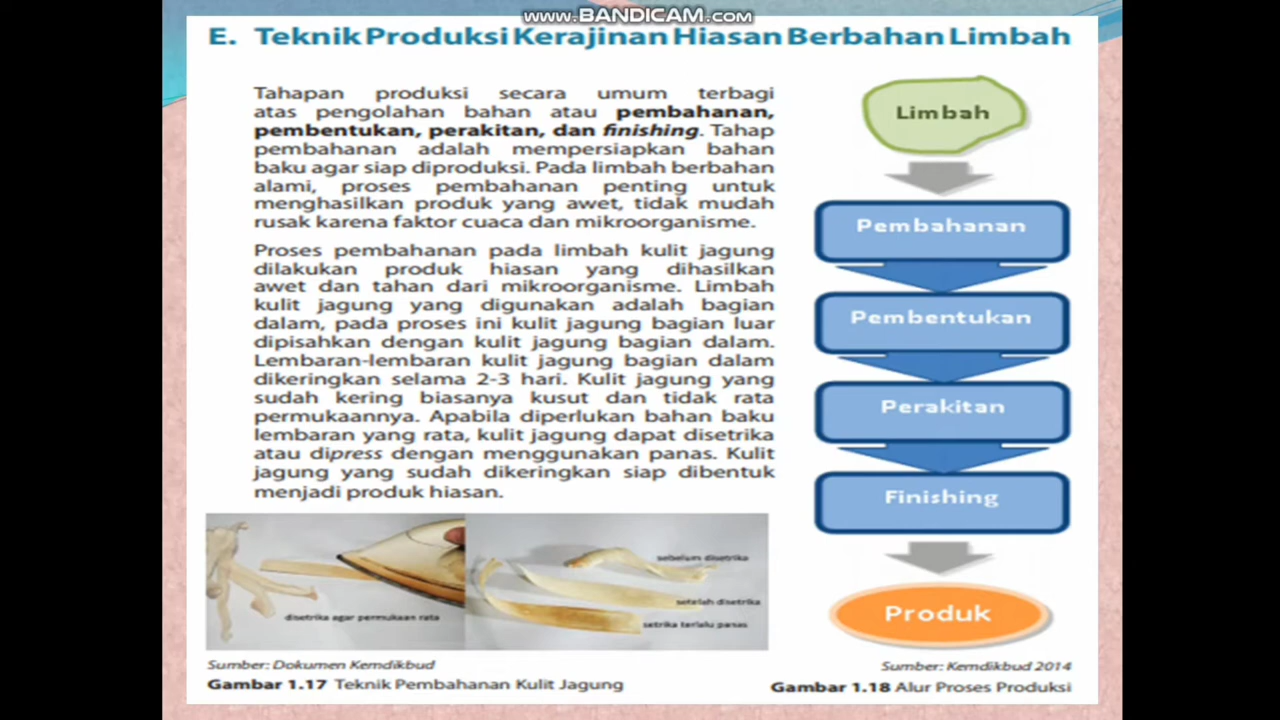 www.BANDICAM.com
E. Teknik Produksi Kerajinan Hiasan Berbahan Limbah
Tahapan produksi secara umum terbagi
atas pengolahan bahan atau pembahanan,
pembentukan, perakitan, dan finishing. Tahap
pembahanan adalah mempersiapkan bahan
baku agar siap diproduksi. Pada limbah berbahan
alami, proses pembahanan penting untuk
menghasilkan produk yang awet, tidak mudah
rusak karena faktor cuaca dan mikroorganisme.
Proses pembahanan pada limbah kulit jagung
dilakukan produk hiasan yang dihasilkan
awet dan tahan dari mikroorganisme. Limbah
kulit jagung yang digunakan adalah bagian
dalam, pada proses ini kulit jagung bagian luar
dipisahkan dengan kulit jagung bagian dalam.
Lembaran-lembaran kulit jagung bagian dalam
dikeringkan selama 2-3 hari. Kulit jagung yang
sudah kering biasanya kusut dan tidak rata
permukaannya. Apabila diperlukan bahan baku
lembaran yang rata, kulit jagung dapat disetrika
atau dipress dengan menggunakan panas. Kulit
jagung yang sudah dikeringkan siap dibentuk
menjadi produk hiasan.
disetrika agar permukaan rata
sebelum disetrika
setelah disetrika
setrika terlalu panas
Sumber: Dokumen Kemdikbud
Gambar 1.17 Teknik Pembahanan Kulit Jagung
Limbah
Pembahanan
Pembentukan
Perakitan
Finishing
Produk
Sumber: Kemdikbud 2014
Gambar 1.18 Alur Proses Produksi